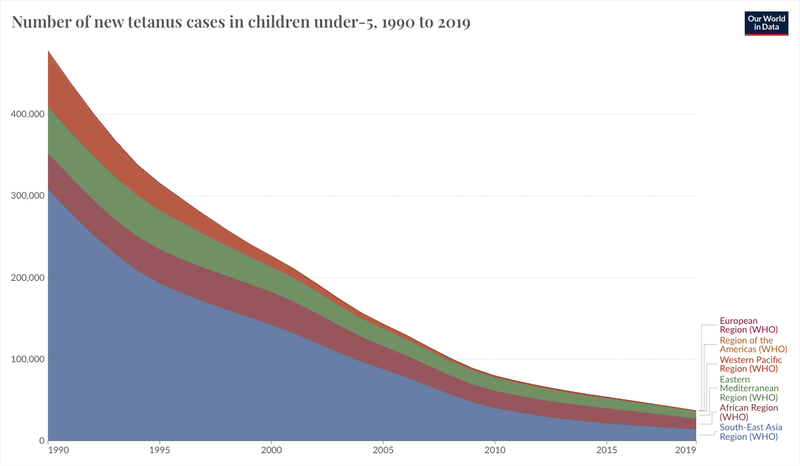 Number of new tetanus cases in children under-5, 1990 to 2019
Our World
in Data
400,000
300,000
200,000
100,000
0
1990
1995
2000
2005
2010
2015
2019
European
Region (WHO)
Region of the
Americas (WHO)
Western Pacific
Region (WHO)
Eastern
Mediterranean
Region (WHO)
African Region
(WHO)
South-East Asia
Region (WHO)